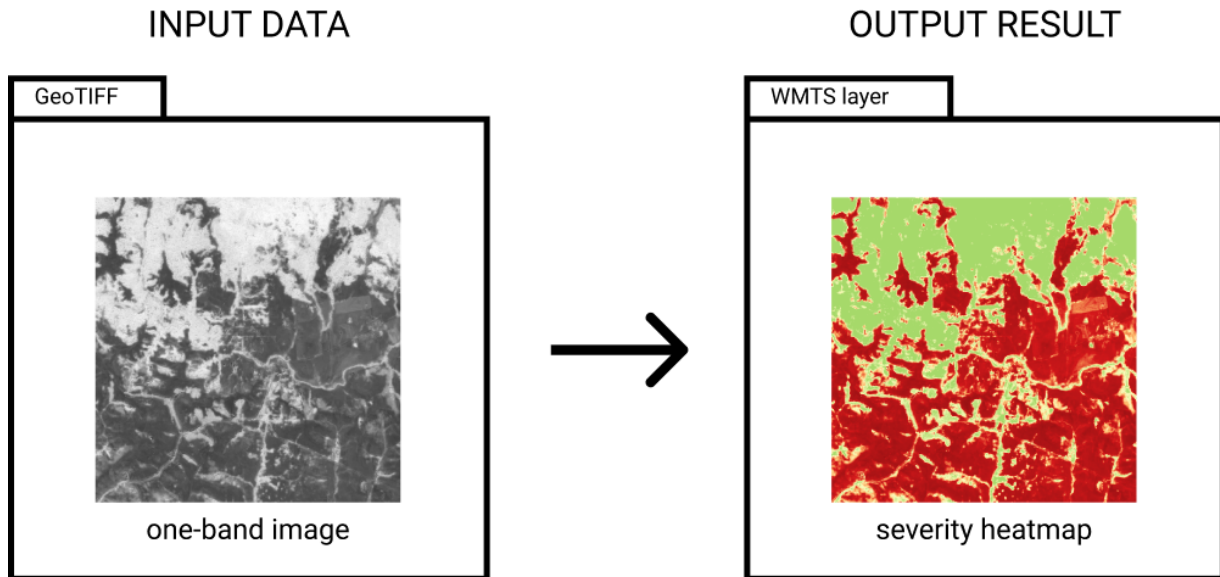 INPUT DATA
OUTPUT RESULT
GeoTIFF
WMTS layer
one-band image
severity heatmap